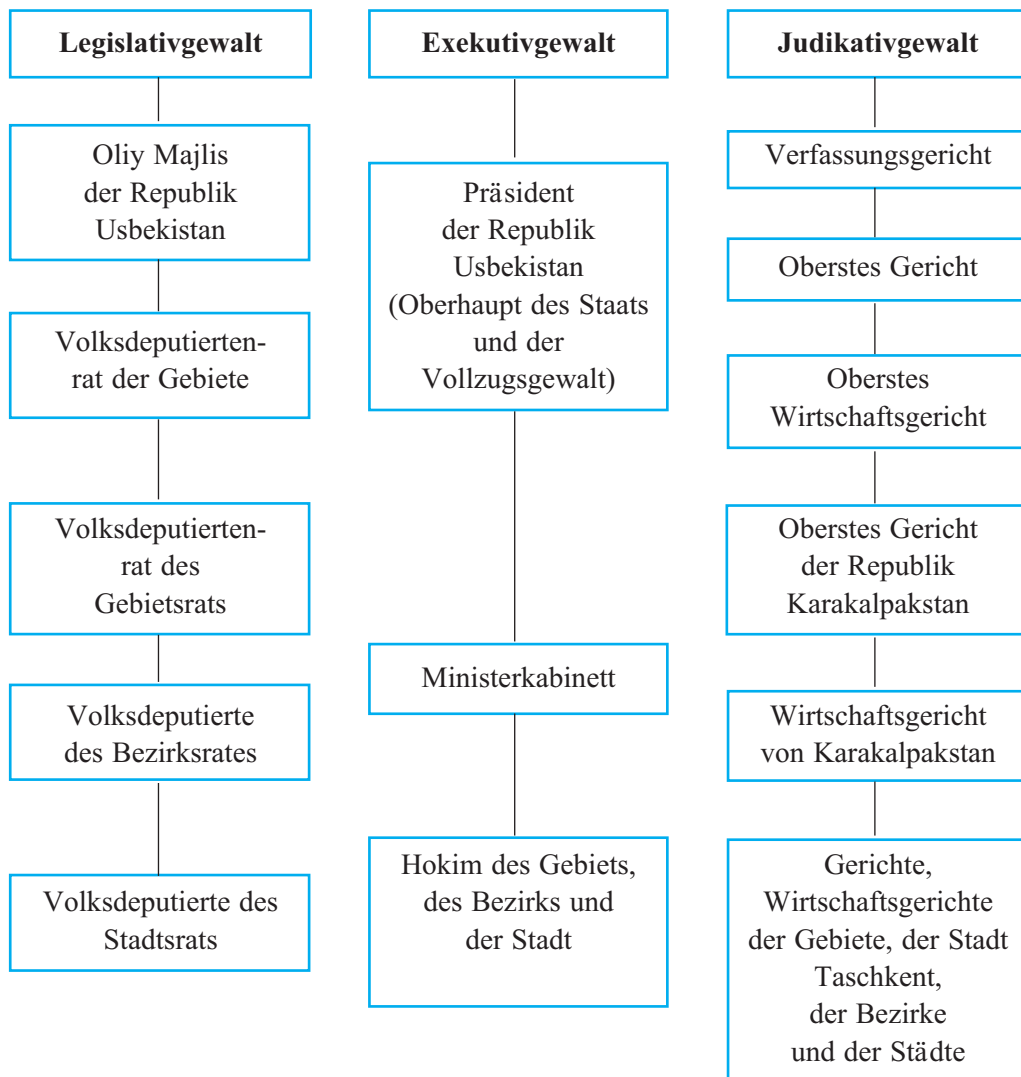 Legislativgewalt
Oliy Majlis
der Republik
Usbekistan
Volksdeputierten-
rat der Gebiete
Volksdeputierten-
rat des
Gebietsrats
Volksdeputierte
des Bezirksrates
Volksdeputierte des
Stadtsrats
Exekutivgewalt
Präsident
der Republik
Usbekistan
(Oberhaupt des Staats
und der
Vollzugsgewalt)
Ministerkabinett
Hokim des Gebiets,
des Bezirks und
der Stadt
Judikativgewalt
Verfassungsgericht
Oberstes Gericht
Oberstes
Wirtschaftsgericht
Oberstes Gericht
der Republik
Karakalpakstan
Wirtschaftsgericht
von Karakalpakstan
Gerichte,
Wirtschaftsgerichte
der Gebiete, der Stadt
Taschkent,
der Bezirke
und der Städte